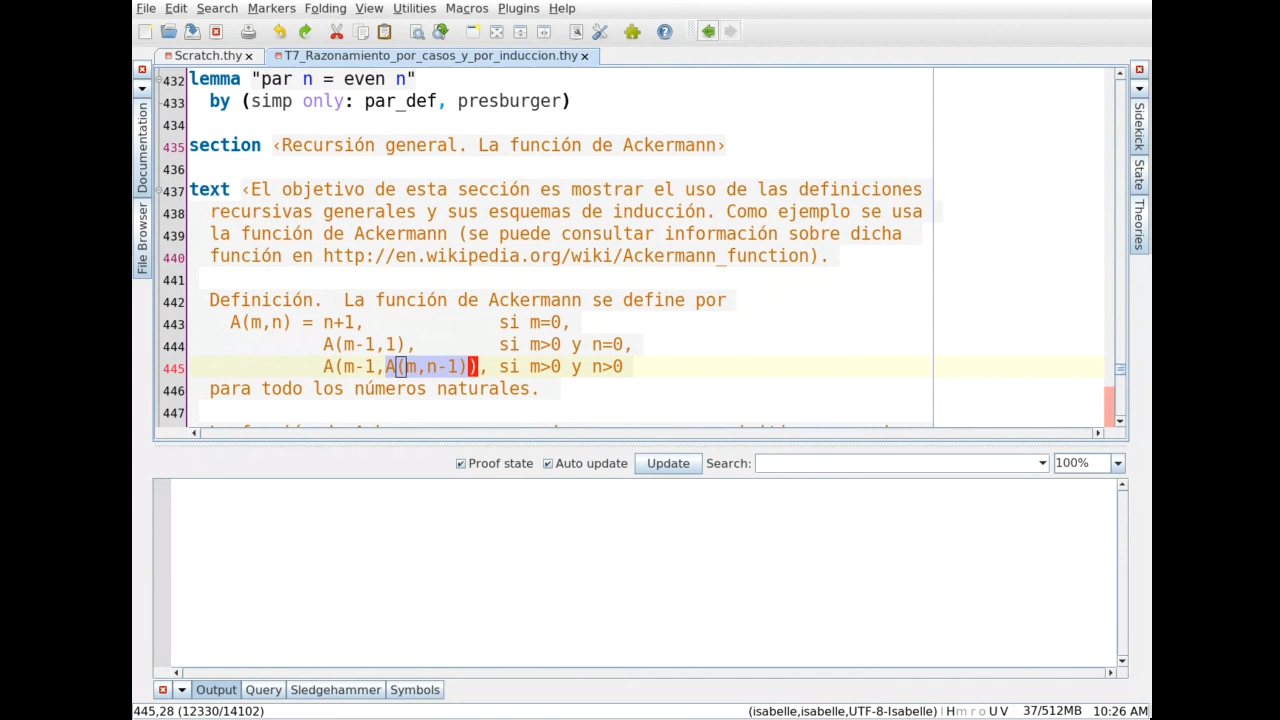 File Edit Search Markers Folding View Utilities Macros Plugins Help
Scratch.thy
T7_Razonamiento_por_casos_y_por_induccion.thy
432 lemma "par n = even n"
433 by (simp only: par_def, presburger)
434
435 section ‹Recursión general. La función de Ackermann›
436
437 text ‹El objetivo de esta sección es mostrar el uso de las definiciones
438 recursivas generales y sus esquemas de inducción. Como ejemplo se usa
439 la función de Ackermann (se puede consultar información sobre dicha
440 función en http://en.wikipedia.org/wiki/Ackermann_function).
441
442 Definición.  La función de Ackermann se define por
443 A(m,n) = n+1,             si m=0,
444 A(m-1,1),        si m>0 y n=0,
445 A(m-1,A(m,n-1)), si m>0 y n>0
446 para todo los números naturales.
447
Documentation
File Browser
Sidekick
State
Theories
Proof state Auto update Update Search: 100%
Output Query Sledgehammer Symbols
445,28 (12330/14102) (isabelle,isabelle,UTF-8-Isabelle) H m r o U V 37/512MB 10:26 AM